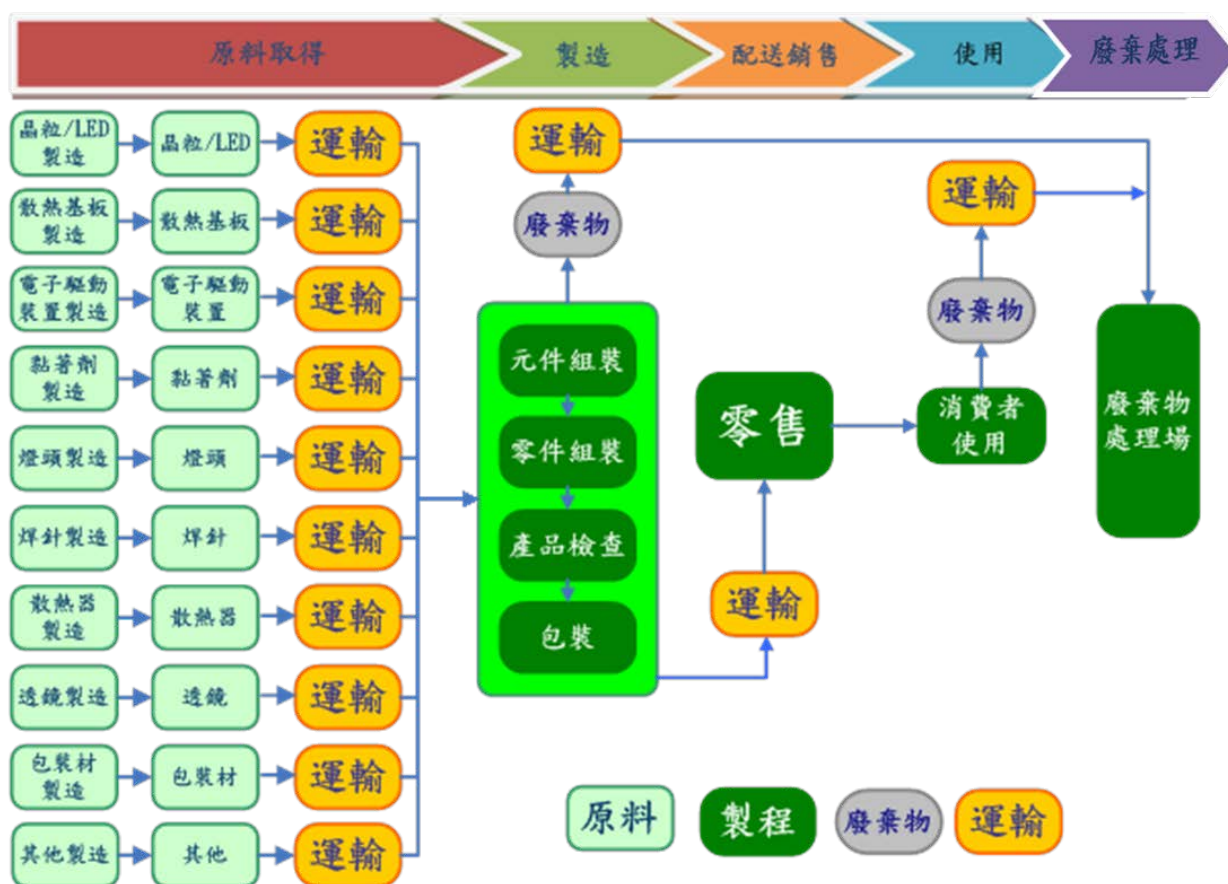 原料取得
製造
配送銷售
使用
廢棄處理
晶粒/LED
製造
晶粒/LED
運輸
散熱基板
製造
散熱基板
運輸
電子驅動
裝置製造
電子驅動
裝置
運輸
黏著劑
製造
黏著劑
運輸
燈頭製造
燈頭
運輸
焊針製造
焊針
運輸
散熱器
製造
散熱器
運輸
透鏡製造
透鏡
運輸
包裝材
製造
包裝材
運輸
其他製造
其他
運輸
運輸
廢棄物
元件組裝
零件組裝
產品檢查
包裝
運輸
零售
消費者
使用
廢棄物
運輸
廢棄物
處理場
原料
製程
廢棄物
運輸